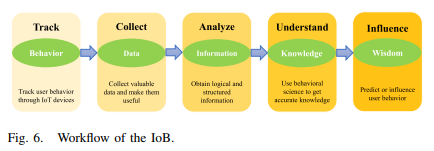 Track
Collect
Analyze
Understand
Influence
Behavior
Data
Information
Knowledge
Wisdom
Track user behavior
through IoT devices
Collect valuable
data and make them
useful
Obtain logical and
structured
information
Use behavioral
science to get
accurate knowledge
Predict or influence
user behavior
Fig. 6. Workflow of the IoB.